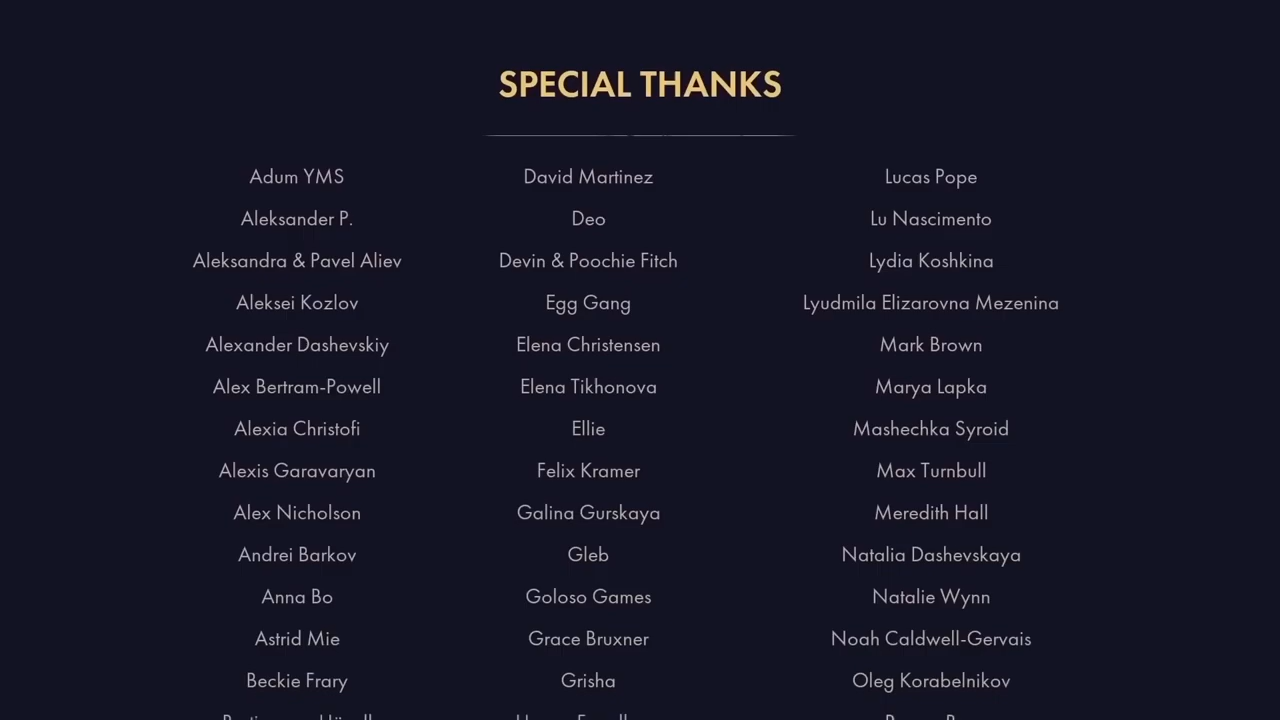 SPECIAL THANKS
Adum YMS
Aleksander P.
Aleksandra & Pavel Aliev
Aleksei Kozlov
Alexander Dashevskiy
Alex Bertram-Powell
Alexia Christofi
Alexis Garavaryan
Alex Nicholson
Andrei Barkov
Anna Bo
Astrid Mie
Beckie Frary
David Martinez
Deo
Devin & Poochie Fitch
Egg Gang
Elena Christensen
Elena Tikhonova
Ellie
Felix Kramer
Galina Gurskaya
Gleb
Goloso Games
Grace Bruxner
Grisha
Lucas Pope
Lu Nascimento
Lydia Koshkina
Lyudmila Elizarovna Mezenina
Mark Brown
Marya Lapka
Mashechka Syroid
Max Turnbull
Meredith Hall
Natalia Dashevskaya
Natalie Wynn
Noah Caldwell-Gervais
Oleg Korabelnikov